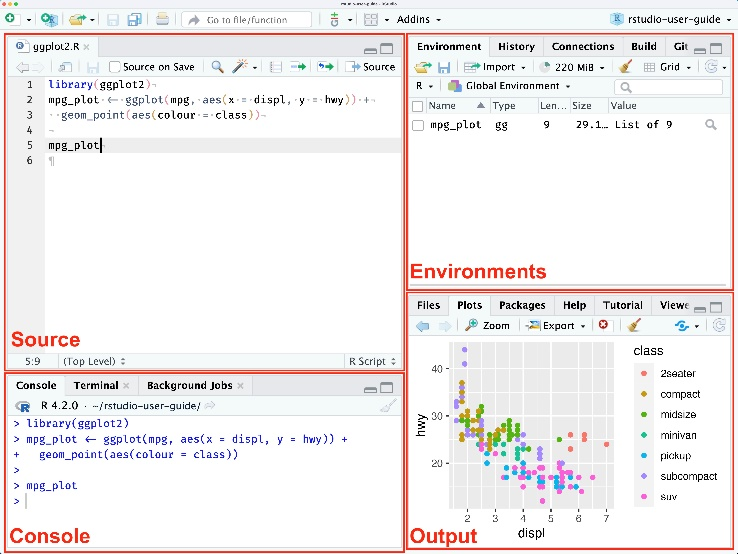 Go to file/function
Addins
rstudio-user-guide
ggplot2.R
Source on Save
Source
1 library(ggplot2)
2 mpg_plot <- ggplot(mpg, aes(x = displ, y = hwy)) +
3 geom_point(aes(colour = class))
4
5 mpg_plot
6
Source
5:9 (Top Level) R Script
Console Terminal Background Jobs
R 4.2.0 · ~/rstudio-user-guide/
> library(ggplot2)
> mpg_plot <- ggplot(mpg, aes(x = displ, y = hwy)) +
+ geom_point(aes(colour = class))
>
> mpg_plot
>
Console
Environment History Connections Build Git
Import 220 MiB Grid
R Global Environment
Name Type Len... Size Value
mpg_plot gg 9 29.1... List of 9
Environments
Files Plots Packages Help Tutorial Viewe
Zoom Export
40
30
20
hwy
2 3 4 5 6 7
displ
class
2seater
compact
midsize
minivan
pickup
subcompact
suv
Output